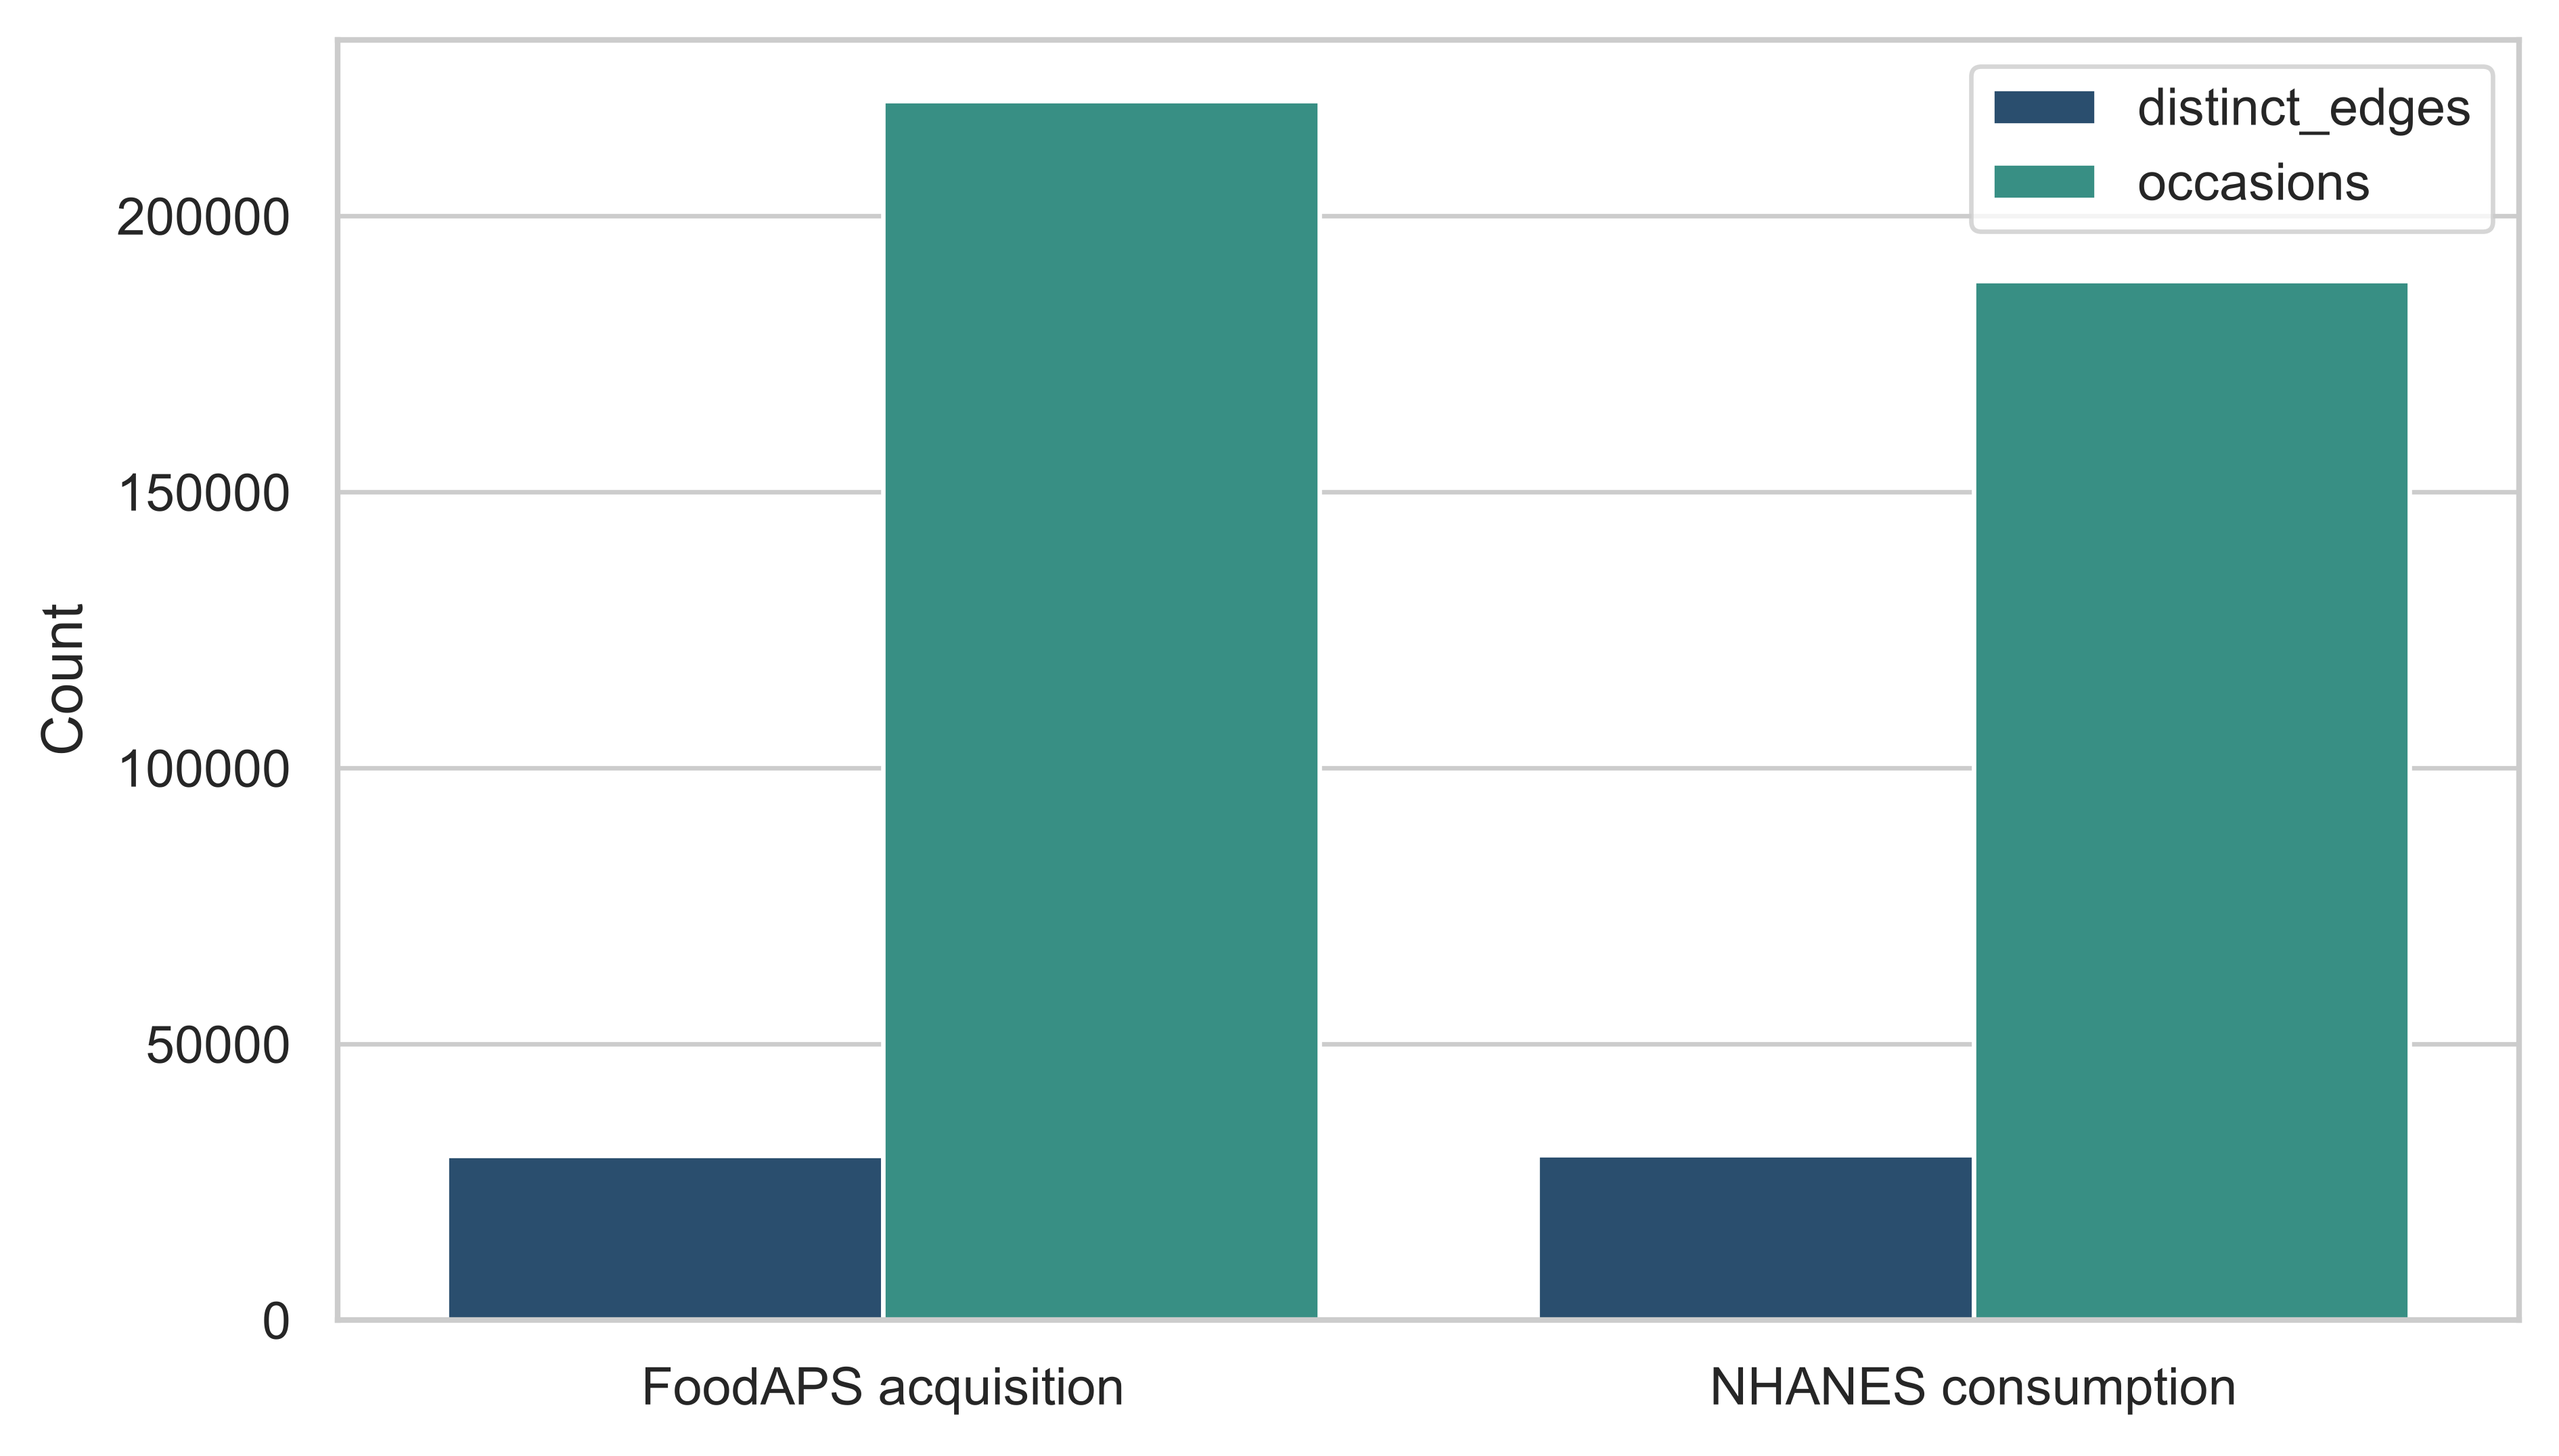 distinct_edges
occasions
200000
150000
100000
50000
0
Count
FoodAPS acquisition
NHANES consumption